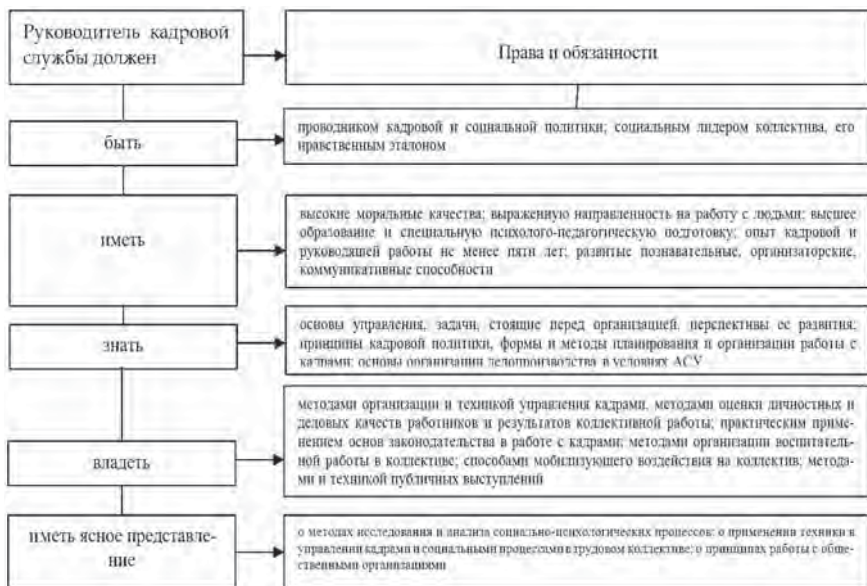 Руководитель кадровой
службы должен
Права и обязанности
быть
проводником кадровой и социальной политики; социальным лидером коллектива, его
нравственным эталоном
иметь
высокие моральные качества; выраженную направленность на работу с людьми; высшее
образование и специальную психолого-педагогическую подготовку; опыт кадровой и
руководящей работы не менее пяти лет; развитые познавательные, организаторские,
коммуникативные способности
знать
основы управления, задачи, стоящие перед организацией, перспективы ее развития;
принципы кадровой политики, формы и методы планирования и организации работы с
кадрами; основы организации делопроизводства в условиях АСУ
владеть
методами организации и техникой управления кадрами, методами оценки личностных и
деловых качеств работников и результатов коллективной работы; практическим приме-
нением основ законодательства в работе с кадрами; методами организации воспитатель-
ной работы в коллективе; способами мобилизующего воздействия на коллектив; метода-
ми и техникой публичных выступлений
иметь ясное представле-
ние
о методах исследования и анализа социально-психологических процессов; о применении техники в
управлении кадрами и социальными процессами в трудовом коллективе; о принципах работы с обще-
ственными организациями